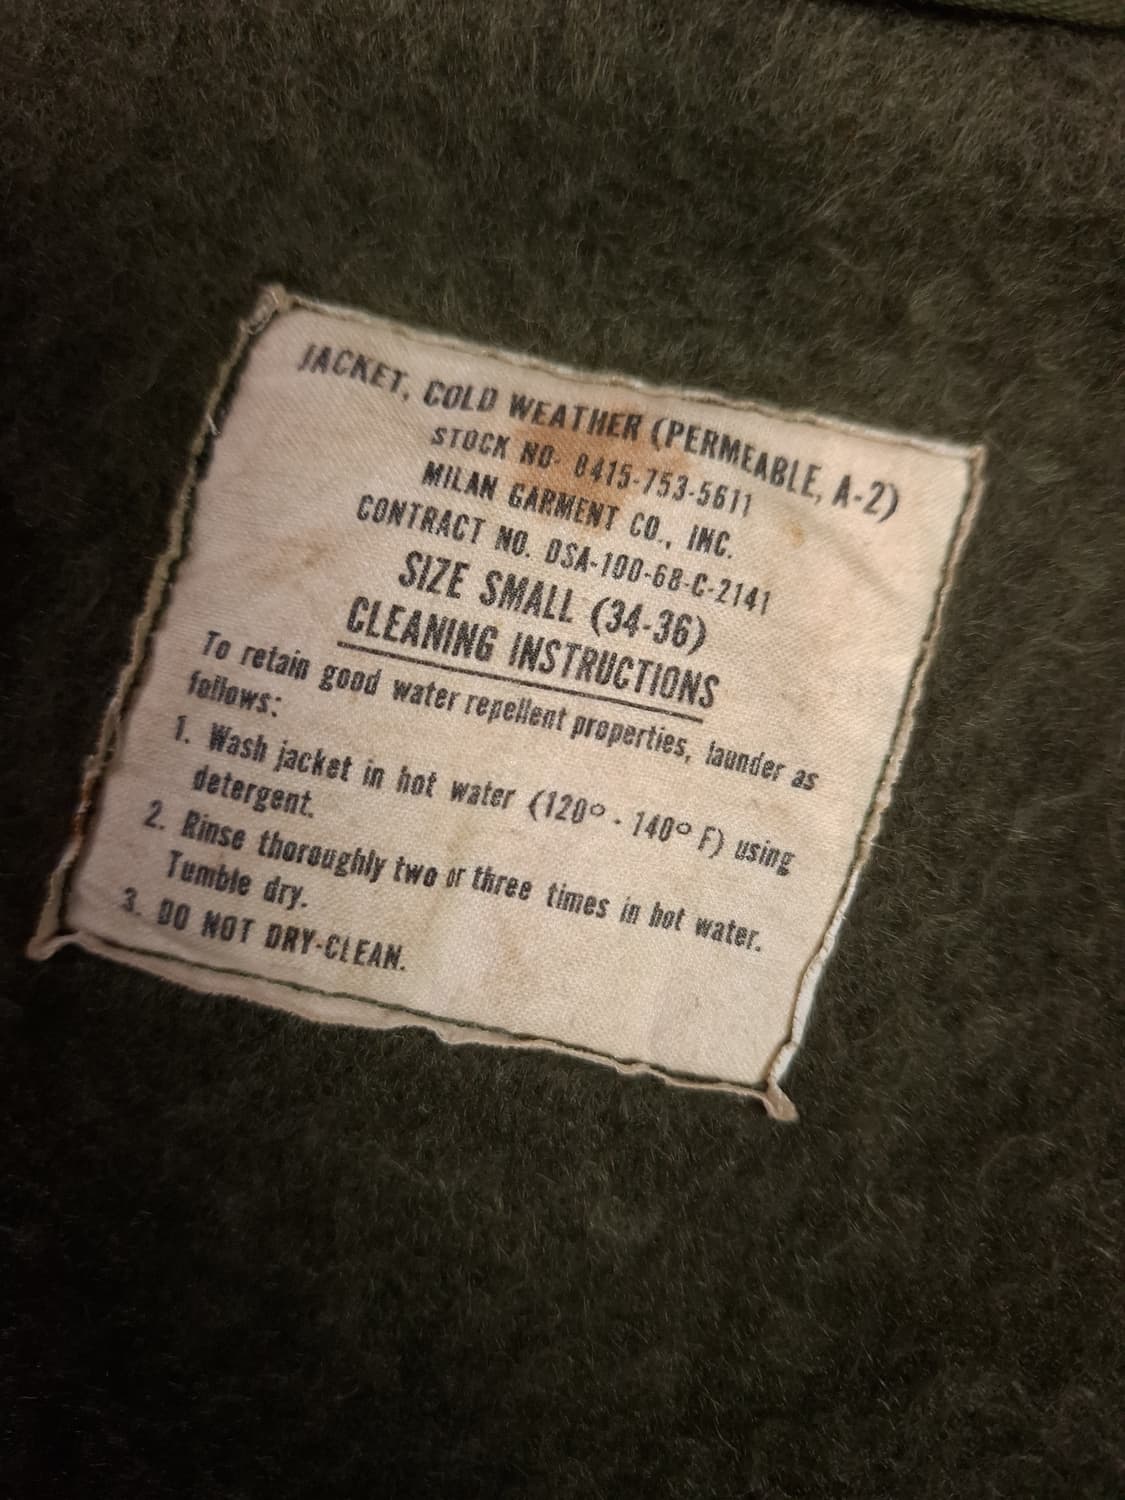 JACKET, COLD WEATHER (PERMEABLE, A-2)
STOCK NO. 8415-753-5611
MILAN GARMENT CO., INC.
CONTRACT NO. DSA-100-68-C-2141
SIZE SMALL (34-36)
CLEANING INSTRUCTIONS
To retain good water repellent properties, launder as
follows:
1. Wash jacket in hot water (120° - 140° F) using
detergent.
2. Rinse thoroughly two or three times in hot water.
Tumble dry.
3. DO NOT DRY-CLEAN.